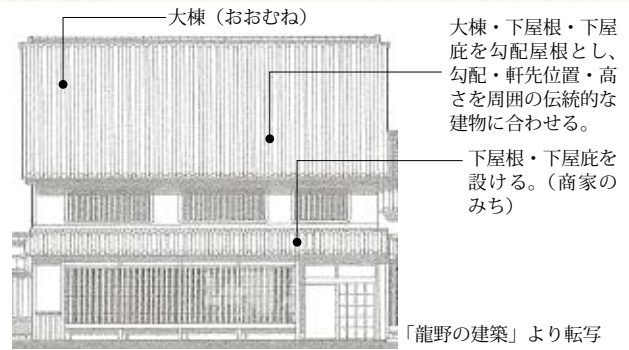 大棟（おおむね）
大棟・下屋根・下屋
庇を勾配屋根とし、
勾配・軒先位置・高
さを周囲の伝統的な
建物に合わせる。
下屋根・下屋庇を
設ける。（商家の
みち）
「龍野の建築」より転写